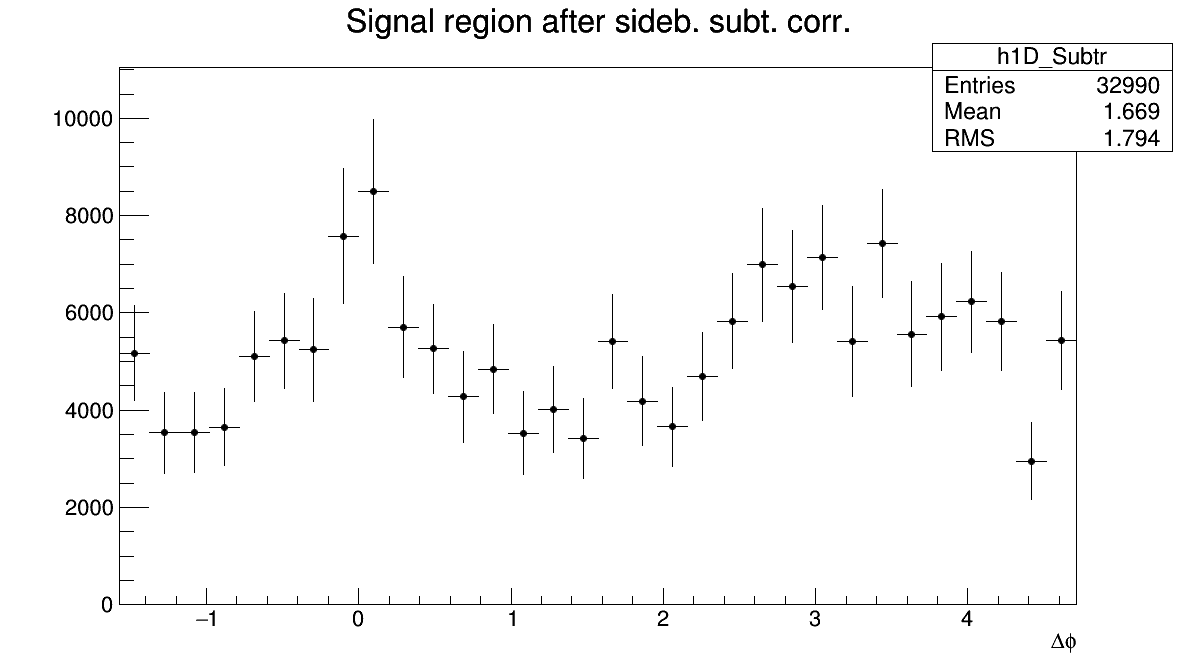 Signal region after sideb. subt. corr.
h1D_Subtr
Entries 32990
Mean 1.669
RMS 1.794
10000
8000
6000
4000
2000
0
−1 0 1 2 3 4
Δϕ